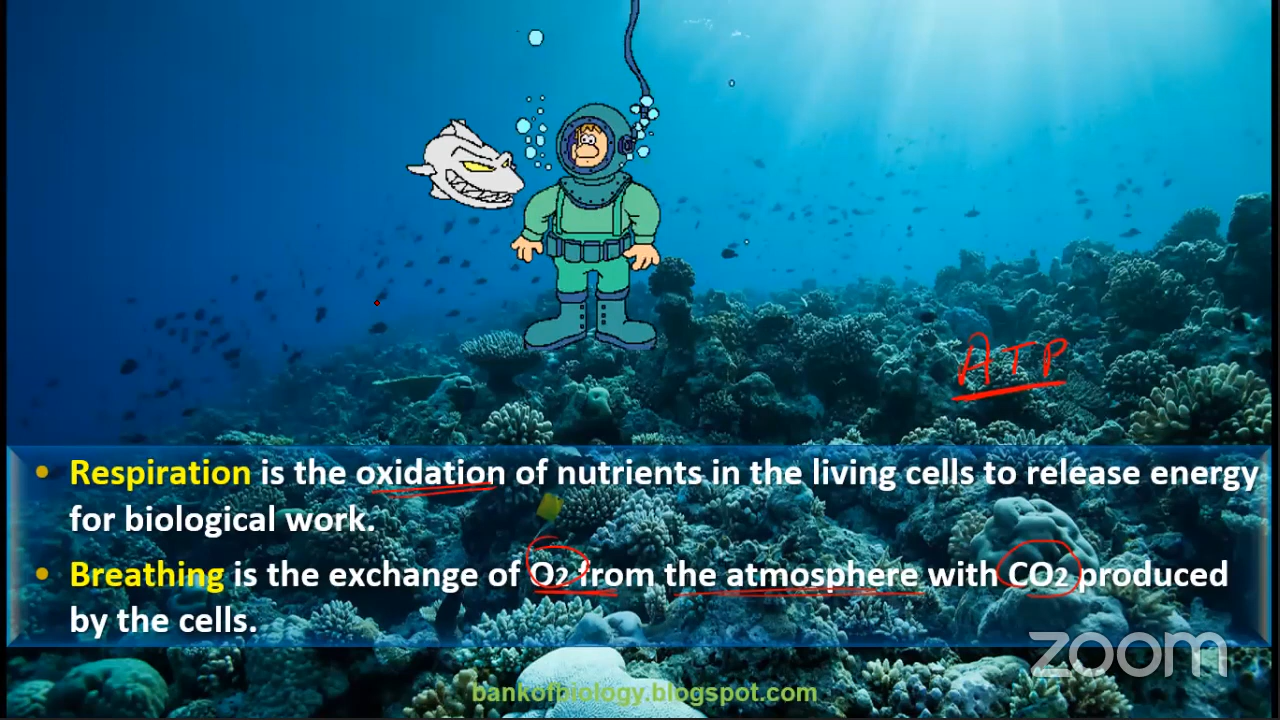 ATP
• Respiration is the oxidation of nutrients in the living cells to release energy
for biological work.
• Breathing is the exchange of O₂ from the atmosphere with CO₂ produced
by the cells.
zoom
bankofbiology.blogspot.com